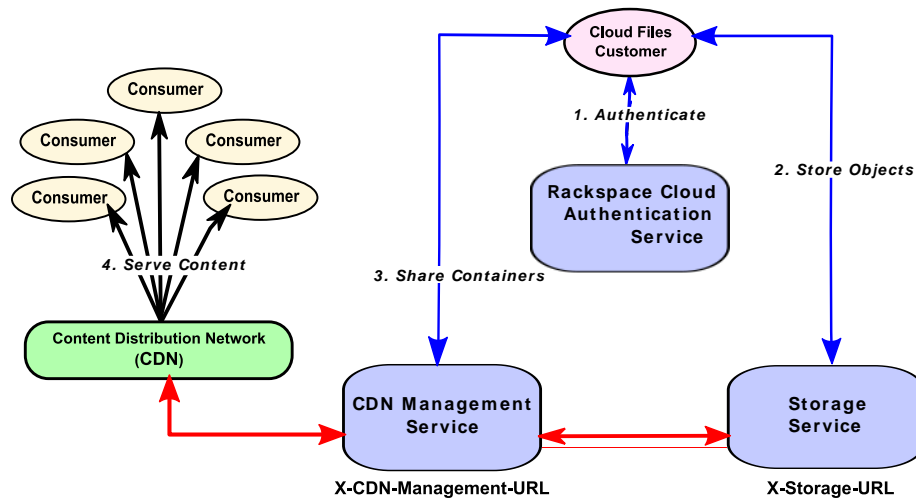 Cloud Files
Customer
Consumer
Consumer
Consumer
Consumer
Consumer
1. Authenticate
2. Store Objects
Rackspace Cloud
Authentication
Service
4. Serve Content
3. Share Containers
Content Distribution Network
(CDN)
CDN Management
Service
Storage
Service
X-CDN-Management-URL
X-Storage-URL